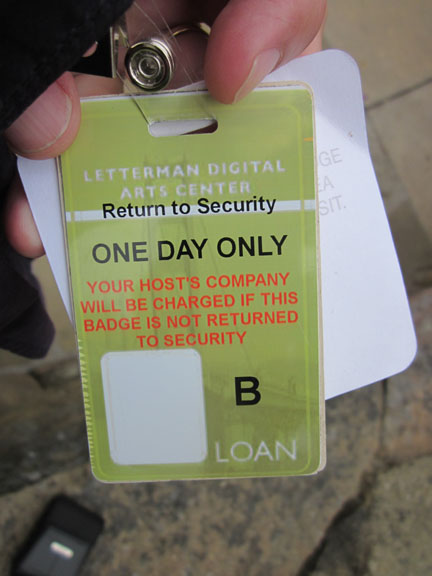 LETTERMAN DIGITAL
ARTS CENTER
Return to Security
ONE DAY ONLY
YOUR HOST'S COMPANY
WILL BE CHARGED IF THIS
BADGE IS NOT RETURNED
TO SECURITY
B
LOAN